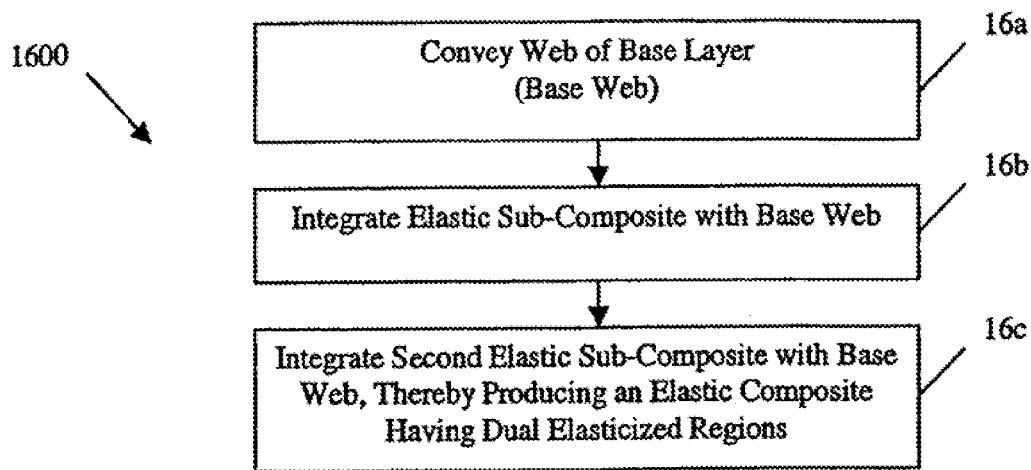 1600
16a
Convey Web of Base Layer
(Base Web)
16b
Integrate Elastic Sub-Composite with Base Web
16c
Integrate Second Elastic Sub-Composite with Base
Web, Thereby Producing an Elastic Composite
Having Dual Elasticized Regions